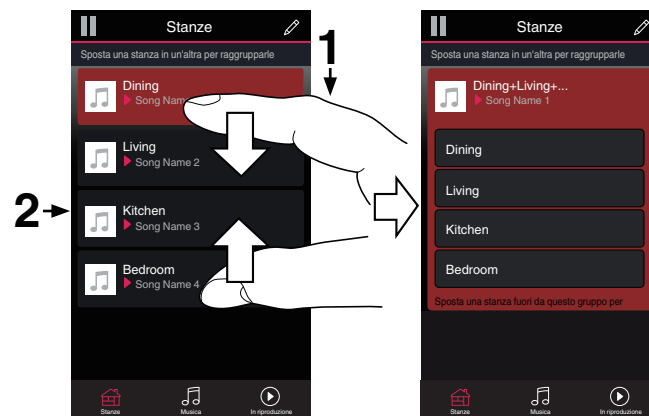 Stanze
Sposta una stanza in un'altra per raggrupparle
1
Dining
Song Nam
Living
Song Name 2
2
Kitchen
Song Name 3
Bedroom
Song Name 4
Stanze
Musica
In riproduzione
Stanze
Sposta una stanza in un'altra per raggrupparle
Dining+Living+...
Song Name 1
Dining
Living
Kitchen
Bedroom
Sposta una stanza fuori da questo gruppo per
Stanze
Musica
In riproduzione